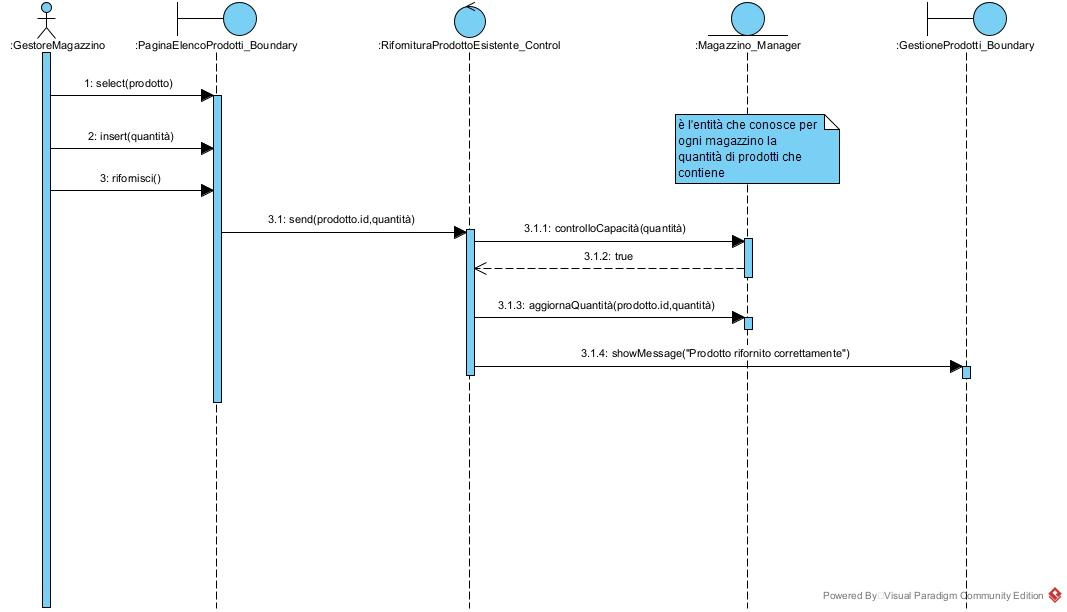 :GestoreMagazzino
:PaginaElencoProdotti_Boundary
:RifornituraProdottoEsistente_Control
:Magazzino_Manager
:GestioneProdotti_Boundary
1: select(prodotto)
è l'entità che conosce per
ogni magazzino la
quantità di prodotti che
contiene
2: insert(quantità)
3: rifornisci()
3.1: send(prodotto.id,quantità)
3.1.1: controlloCapacità(quantità)
3.1.2: true
3.1.3: aggiornaQuantità(prodotto.id,quantità)
3.1.4: showMessage("Prodotto rifornito correttamente")
Powered By Visual Paradigm Community Edition